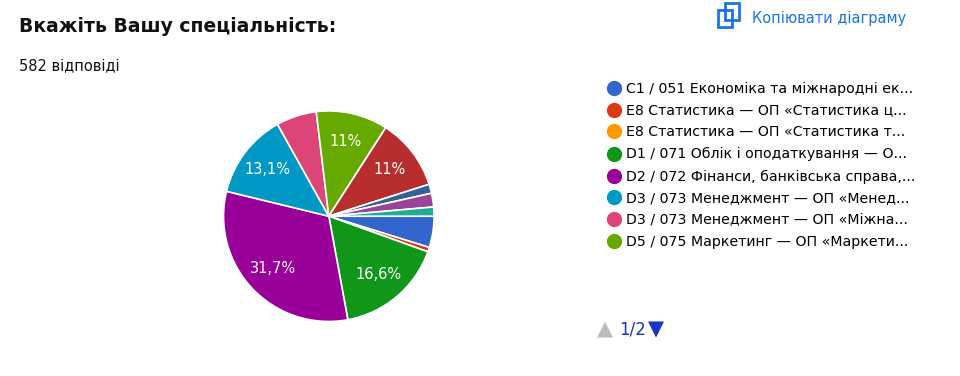 Вкажіть Вашу спеціальність:
Копіювати діаграму
582 відповіді
C1 / 051 Економіка та міжнародні ек...
E8 Статистика — ОП «Статистика ц...
E8 Статистика — ОП «Статистика т...
D1 / 071 Облік і оподаткування — О...
D2 / 072 Фінанси, банківська справа,...
D3 / 073 Менеджмент — ОП «Менед...
D3 / 073 Менеджмент — ОП «Міжна...
D5 / 075 Маркетинг — ОП «Маркети...
11%
11%
13,1%
31,7%
16,6%
1/2